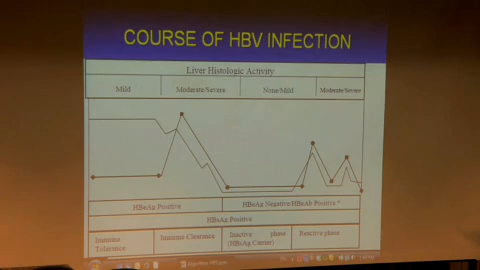 COURSE OF HBV INFECTION
Liver Histologic Activity
Mild
Moderate/Severe
None/Mild
Moderate/Severe
HBeAg Positive
HBeAg Negative/HBeAb Positive *
HBsAg Positive
Immune Tolerance
Immune Clearance
Inactive phase
(HBsAg Carrier)
Reactive phase